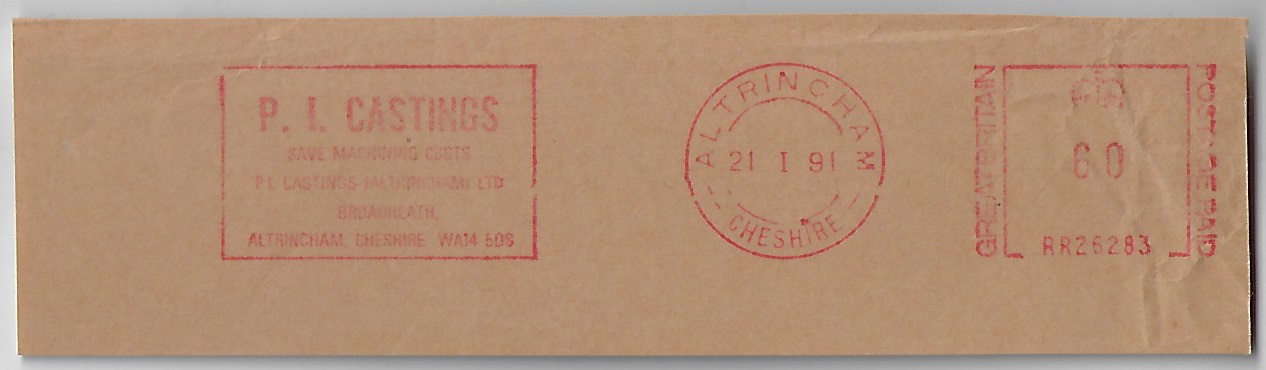 P. I. CASTINGS
SAVE MACHINING COSTS
P.I. CASTINGS (ALTRINCHAM) LTD
BROADHEATH,
ALTRINCHAM, CHESHIRE, WA14 5DS
ALTRINCHAM
21 I 91
CHESHIRE
GREAT BRITAIN
60
RR26283
POSTAGE PAID